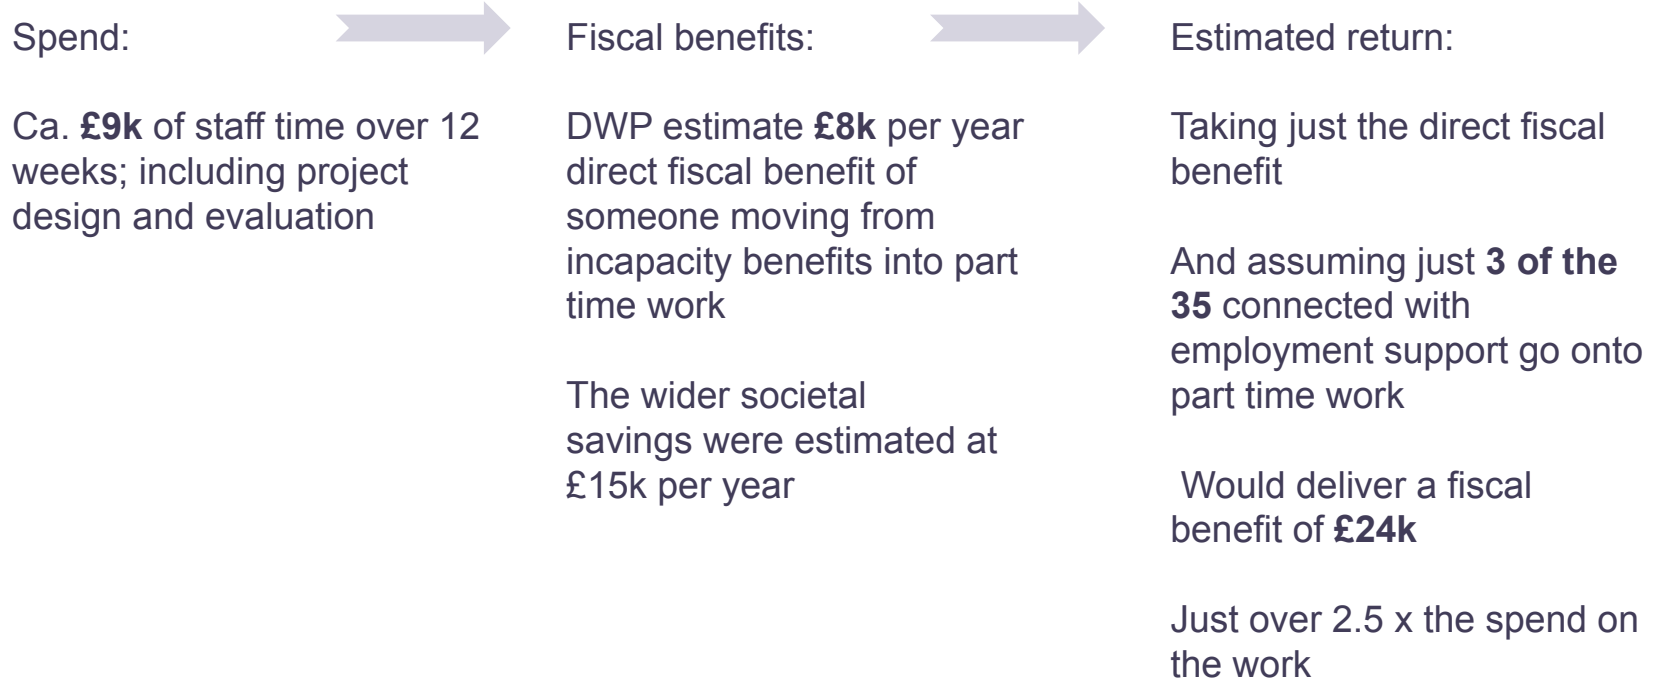 Spend:
Ca. £9k of staff time over 12
weeks; including project
design and evaluation
Fiscal benefits:
DWP estimate £8k per year
direct fiscal benefit of
someone moving from
incapacity benefits into part
time work
The wider societal
savings were estimated at
£15k per year
Estimated return:
Taking just the direct fiscal
benefit
And assuming just 3 of the
35 connected with
employment support go onto
part time work
Would deliver a fiscal
benefit of £24k
Just over 2.5 x the spend on
the work